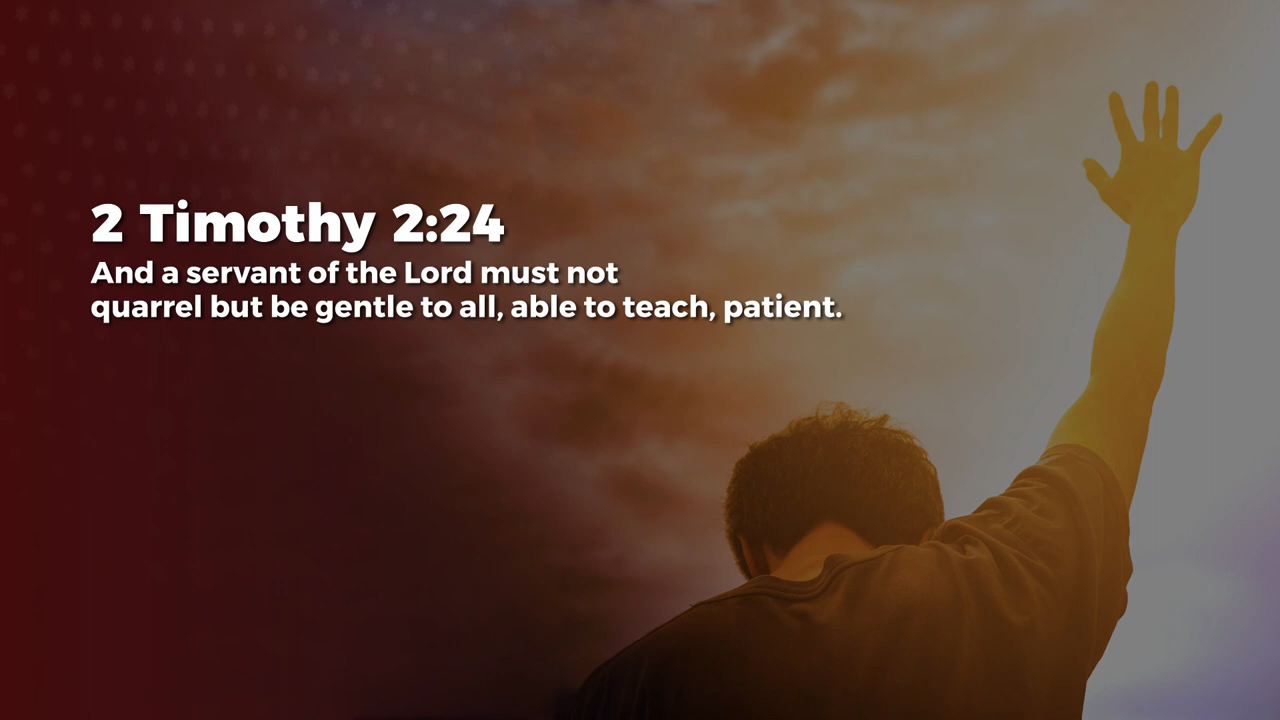 2 Timothy 2:24
And a servant of the Lord must not
quarrel but be gentle to all, able to teach, patient.